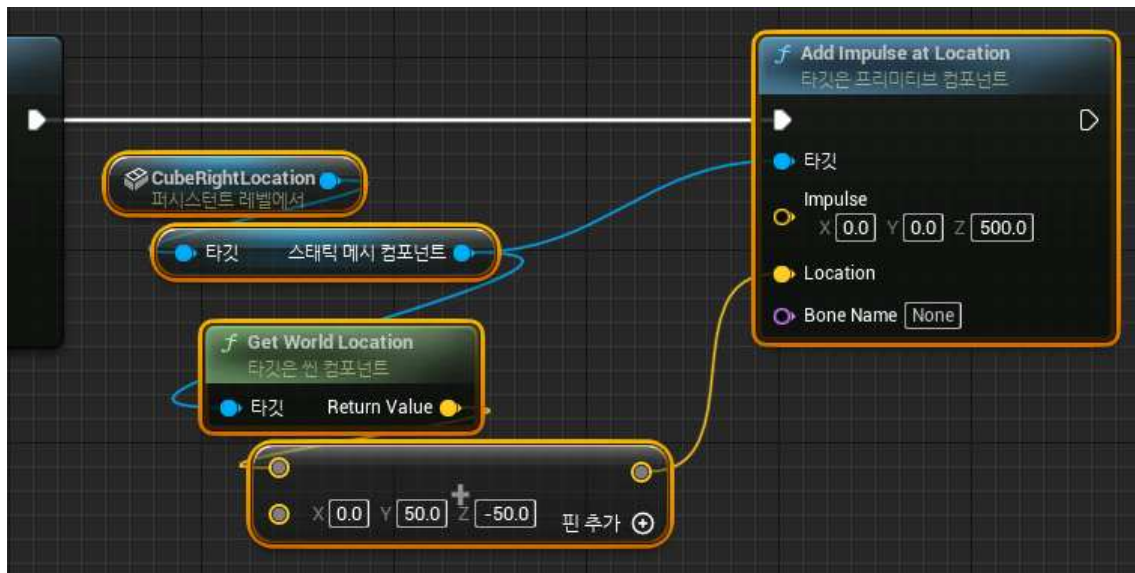 Add Impulse at Location
타깃은 프리미티브 컴포넌트
CubeRightLocation
퍼시스턴트 레벨에서
타깃
Impulse
X 0.0 Y 0.0 Z 500.0
타깃 스태틱 메시 컴포넌트
Location
Bone Name None
Get World Location
타깃은 씬 컴포넌트
타깃 Return Value
X 0.0 Y 50.0 Z -50.0
핀 추가